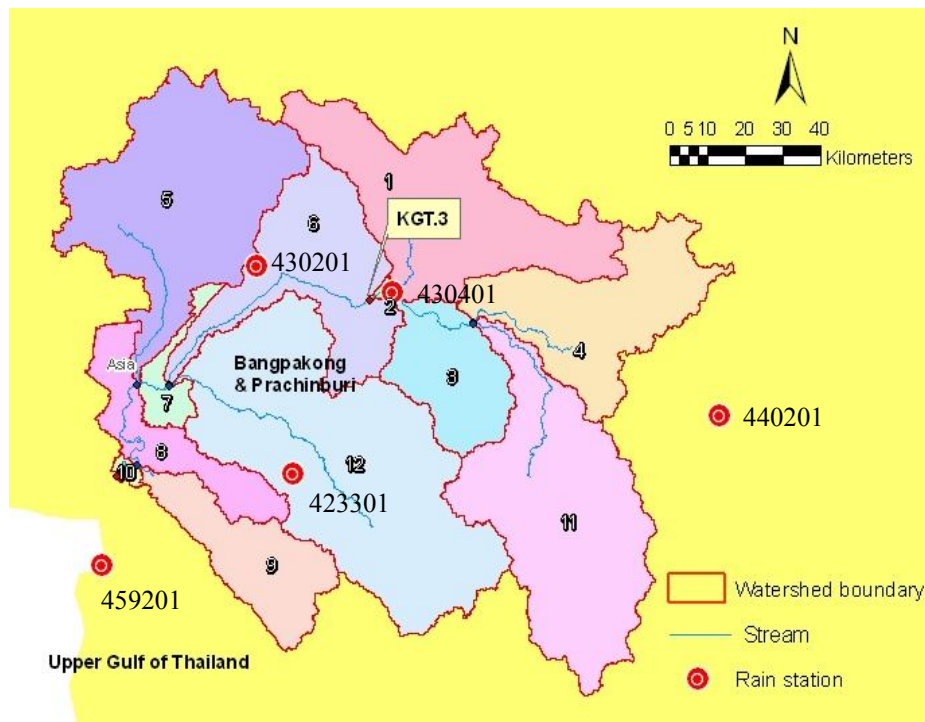 N
0 5 10 20 30 40
Kilometers
1
5
6
KGT.3
430201
430401
2
4
3
Asia
Bangpakong
& Prachinburi
7
440201
8
12
10
423301
11
9
459201
Watershed boundary
Stream
Upper Gulf of Thailand
Rain station